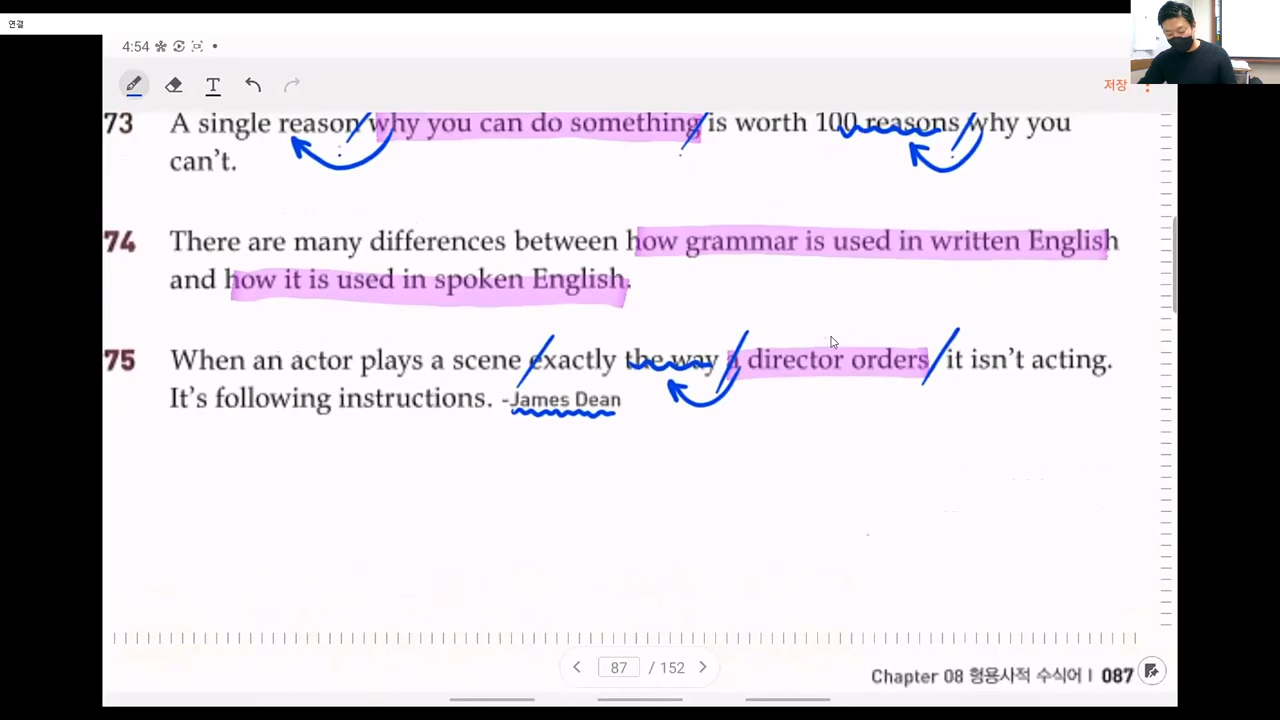 연결
4:54
T
저장
73 A single reason why you can do something is worth 100 reasons why you
can't.
74 There are many differences between how grammar is used in written English
and how it is used in spoken English.
75 When an actor plays a scene exactly the way a director orders it isn't acting.
It's following instructions. -James Dean
87 / 152
Chapter 08 형용사적 수식어 I 087